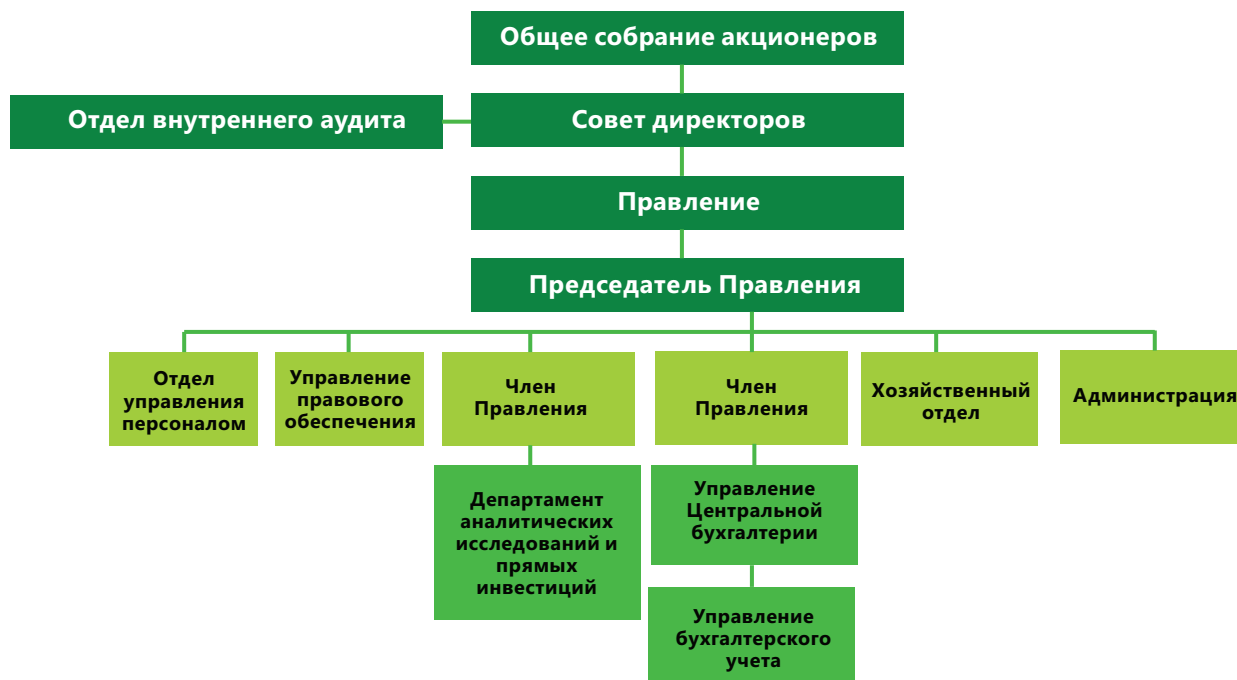 Общее собрание акционеров
Отдел внутреннего аудита
Совет директоров
Правление
Председатель Правления
Отдел
управления
персоналом
Управление
правового
обеспечения
Член
Правления
Член
Правления
Хозяйственный
отдел
Администрация
Департамент
аналитических
исследований и
прямых
инвестиций
Управление
Центральной
бухгалтерии
Управление
бухгалтерского
учета